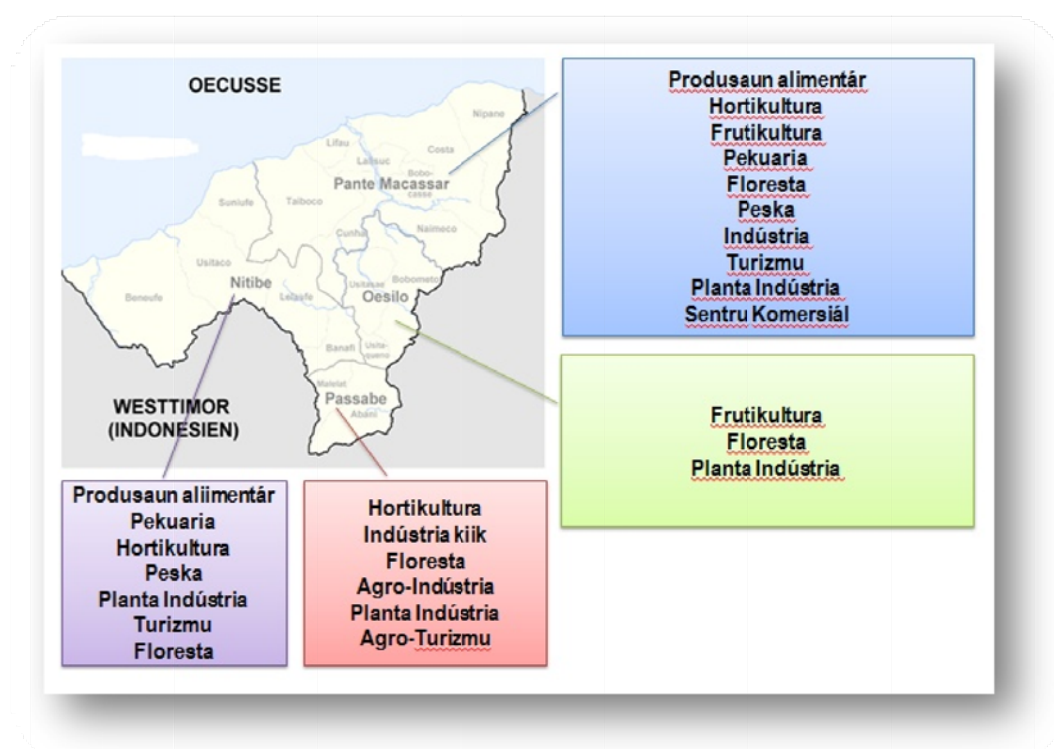 OECUSSE
Nipane
Lifau
Costa
Lalisuc
Bobo-
casse
Pante Macassar
Suniufe
Taiboco
Cunha
Naimeco
Usitaco
Nitibe
Beneufe
Lelaufe
Usitasae
Bobometo
Oesilo
Banafi
Usita-
queno
Malelat
Passabe
Abani
WESTTIMOR
(INDONESIEN)
Produsaun alimentár
Hortikultura
Frutikultura
Pekuaria
Floresta
Peska
Indústria
Turizmu
Planta Indústria
Sentru Komersiál
Frutikultura
Floresta
Planta Indústria
Produsaun aliimentár
Pekuaria
Hortikultura
Peska
Planta Indústria
Turizmu
Floresta
Hortikultura
Indústria kiik
Floresta
Agro-Indústria
Planta Indústria
Agro-Turizmu